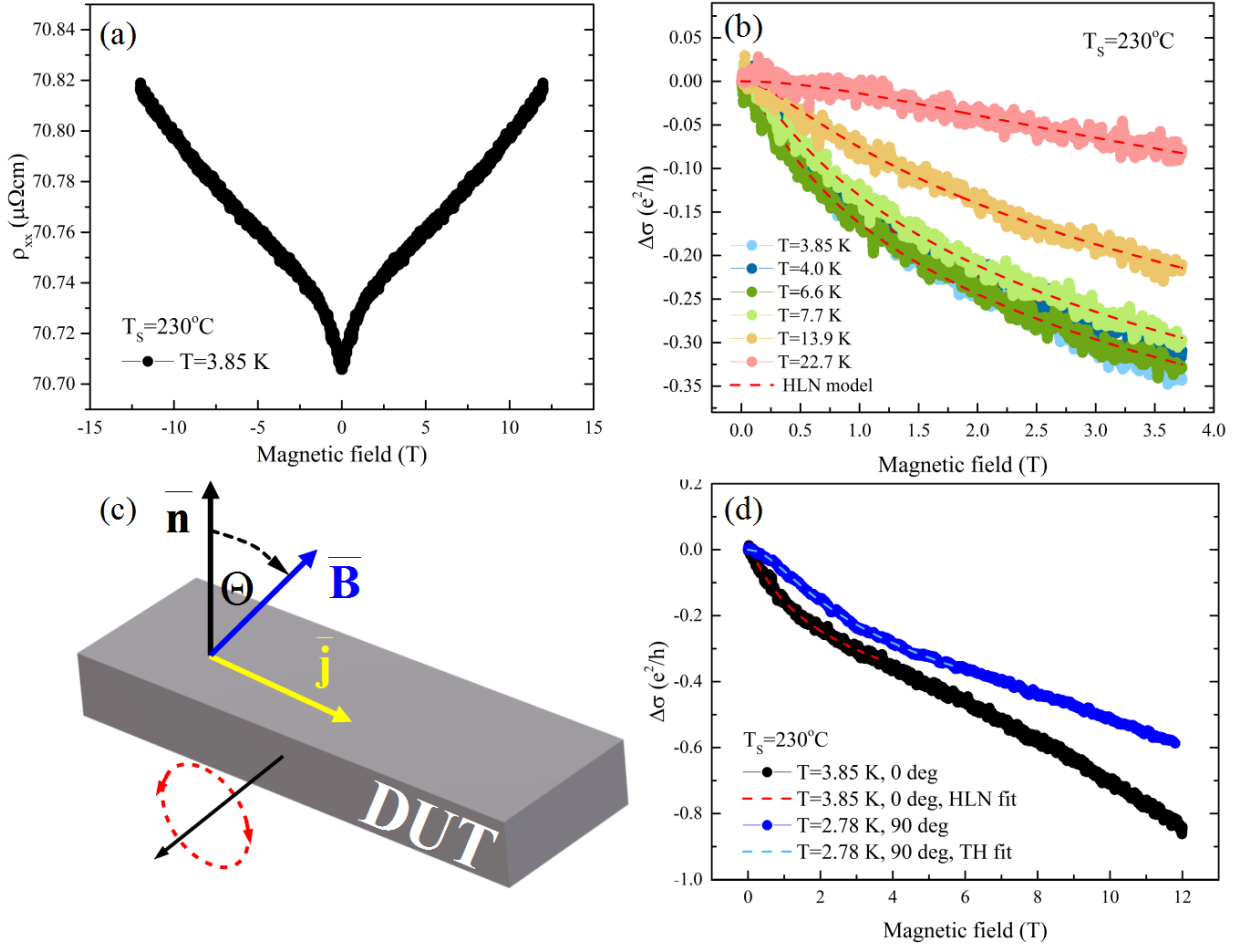 (a)
70.84
70.82
70.80
70.78
70.76
70.74
70.72
70.70
ρxx (μΩcm)
TS=230°C
T=3.85 K
-15 -10 -5 0 5 10 15
Magnetic field (T)
(b)
TS=230°C
0.05
0.00
-0.05
-0.10
-0.15
-0.20
-0.25
-0.30
-0.35
Δσ (e²/h)
T=3.85 K
T=4.0 K
T=6.6 K
T=7.7 K
T=13.9 K
T=22.7 K
HLN model
0.0 0.5 1.0 1.5 2.0 2.5 3.0 3.5 4.0
Magnetic field (T)
(c)
n
Θ
B
j
DUT
(d)
0.2
0.0
-0.2
-0.4
-0.6
-0.8
-1.0
Δσ (e²/h)
TS=230°C
T=3.85 K, 0 deg
T=3.85 K, 0 deg, HLN fit
T=2.78 K, 90 deg
T=2.78 K, 90 deg, TH fit
0 2 4 6 8 10 12
Magnetic field (T)